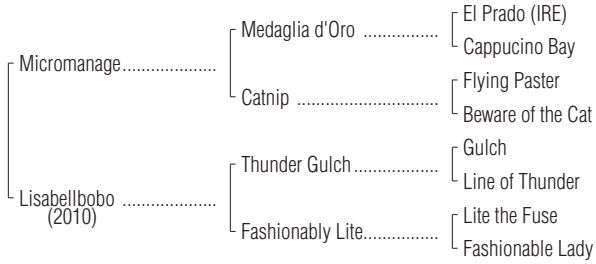 El Prado (IRE)
Medaglia d'Oro .................
Cappucino Bay
Micromanage.....................
Flying Paster
Catnip ................................
Beware of the Cat
Gulch
Thunder Gulch ...................
Line of Thunder
Lisabellbobo .....................
(2010)
Lite the Fuse
Fashionably Lite.................
Fashionable Lady